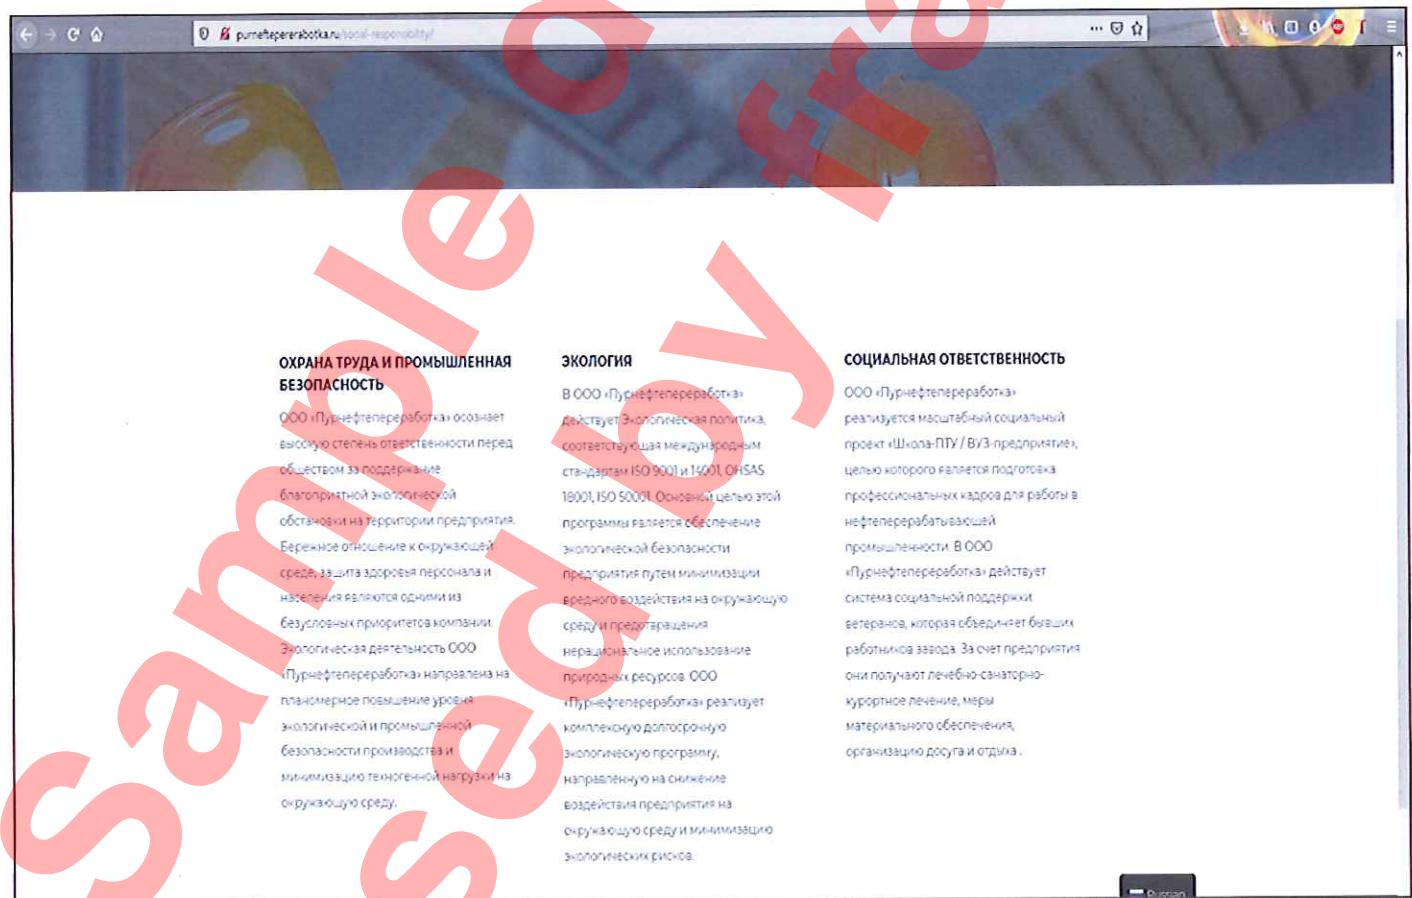 purneftepererabotka.ru/social-responsibility/
ОХРАНА ТРУДА И ПРОМЫШЛЕННАЯ
БЕЗОПАСНОСТЬ
ООО «Пурнефтепереработка» осознает
высокую степень ответственности перед
обществом за поддержание
благоприятной экологической
обстановки на территории предприятия.
Бережное отношение к окружающей
среде, защита здоровья персонала и
населения являются одними из
безусловных приоритетов компании.
Экологическая деятельность ООО
«Пурнефтепереработка» направлена на
планомерное повышение уровня
экологической и промышленной
безопасности производства и
минимизацию техногенной нагрузки на
окружающую среду.
ЭКОЛОГИЯ
В ООО «Пурнефтепереработка»
действует Экологическая политика,
соответствующая международным
стандартам ISO 9001 и 14001, OHSAS
18001, ISO 50001. Основной целью этой
программы является обеспечение
экологической безопасности
предприятия путем минимизации
вредного воздействия на окружающую
среду и предотвращения
нерациональное использование
природных ресурсов. ООО
«Пурнефтепереработка» реализует
комплексную долгосрочную
экологическую программу,
направленную на снижение
воздействия предприятия на
окружающую среду и минимизацию
экологических рисков.
СОЦИАЛЬНАЯ ОТВЕТСТВЕННОСТЬ
ООО «Пурнефтепереработка»
реализуется масштабный социальный
проект «Школа-ПТУ / ВУЗ-предприятие»,
целью которого является подготовка
профессиональных кадров для работы в
нефтеперерабатывающей
промышленности. В ООО
«Пурнефтепереработка» действует
система социальной поддержки
ветеранов, которая объединяет бывших
работников завода. За счет предприятия
они получают лечебно-санаторно-
курортное лечение, меры
материального обеспечения,
организацию досуга и отдыха .
Russian
Sample
sed by fra